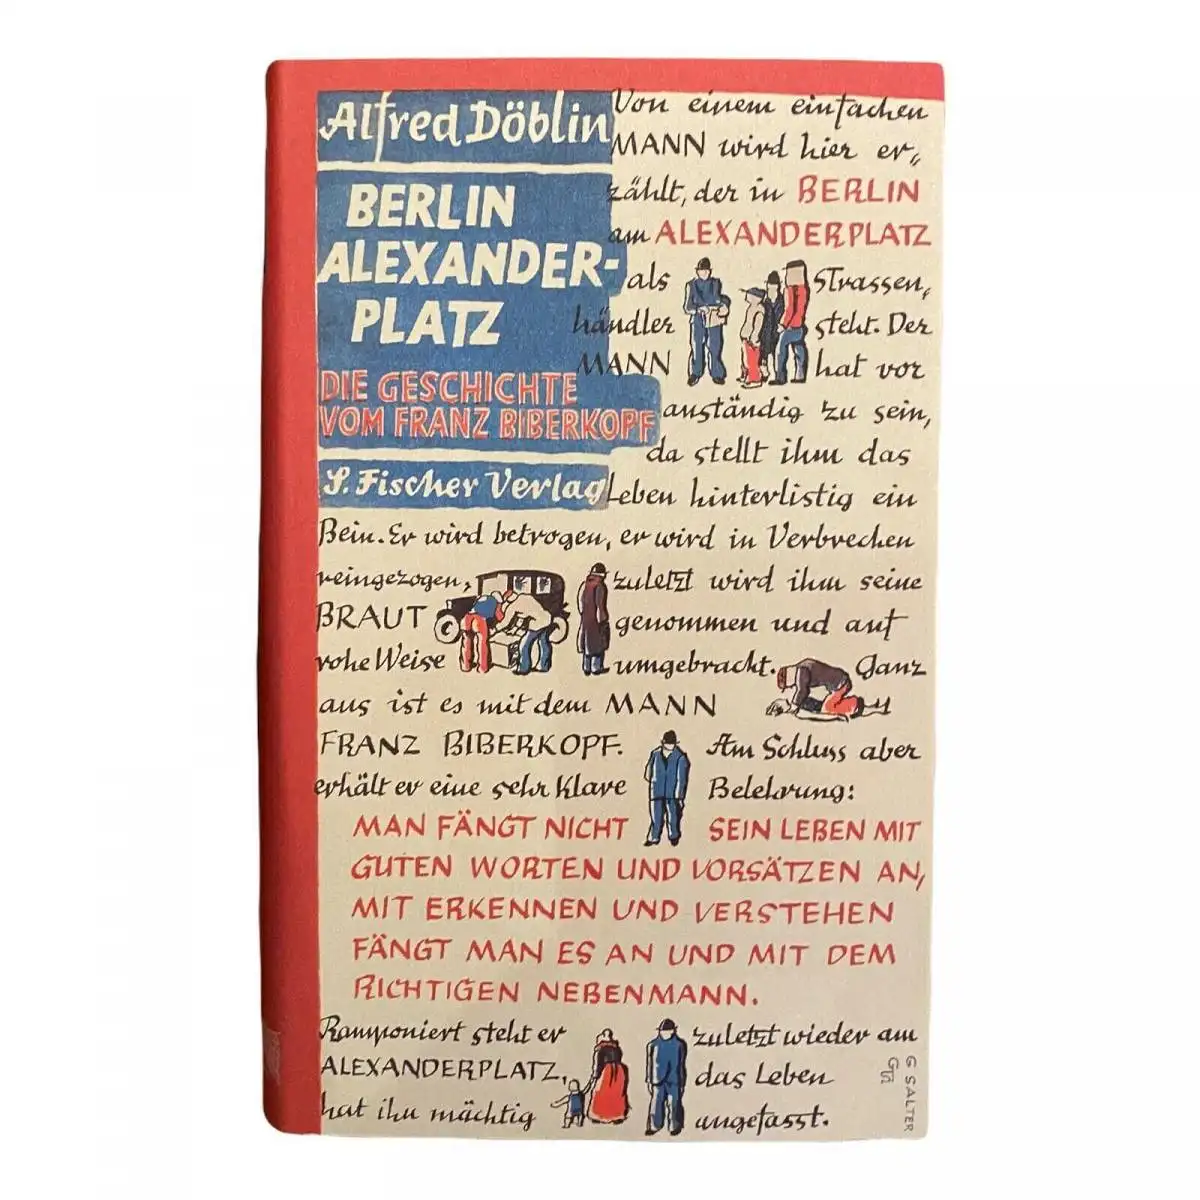 Alfred Döblin
BERLIN
ALEXANDER-
PLATZ
DIE GESCHICHTE
VOM FRANZ BIBERKOPF
S. Fischer Verlag
Von einem einfachen
MANN wird hier er„
zählt, der in BERLIN
am ALEXANDERPLATZ
als Strassen„
händler steht. Der
MANN hat vor
anständig zu sein,
da stellt ihm das
Leben hinterlistig ein
Bein. Er wird betrogen, er wird in Verbrechen
reingezogen, zuletzt wird ihm seine
BRAUT genommen und auf
rohe Weise umgebracht. Ganz
aus ist es mit dem MANN
FRANZ BIBERKOPF. Am Schluss aber
erhält er eine sehr klare Belehrung:
MAN FÄNGT NICHT SEIN LEBEN MIT
GUTEN WORTEN UND VORSÄTZEN AN,
MIT ERKENNEN UND VERSTEHEN
FÄNGT MAN ES AN UND MIT DEM
RICHTIGEN NEBENMANN.
Ramponiert steht er zuletzt wieder am
ALEXANDERPLATZ, das Leben
hat ihn mächtig angefasst.
G SALTER